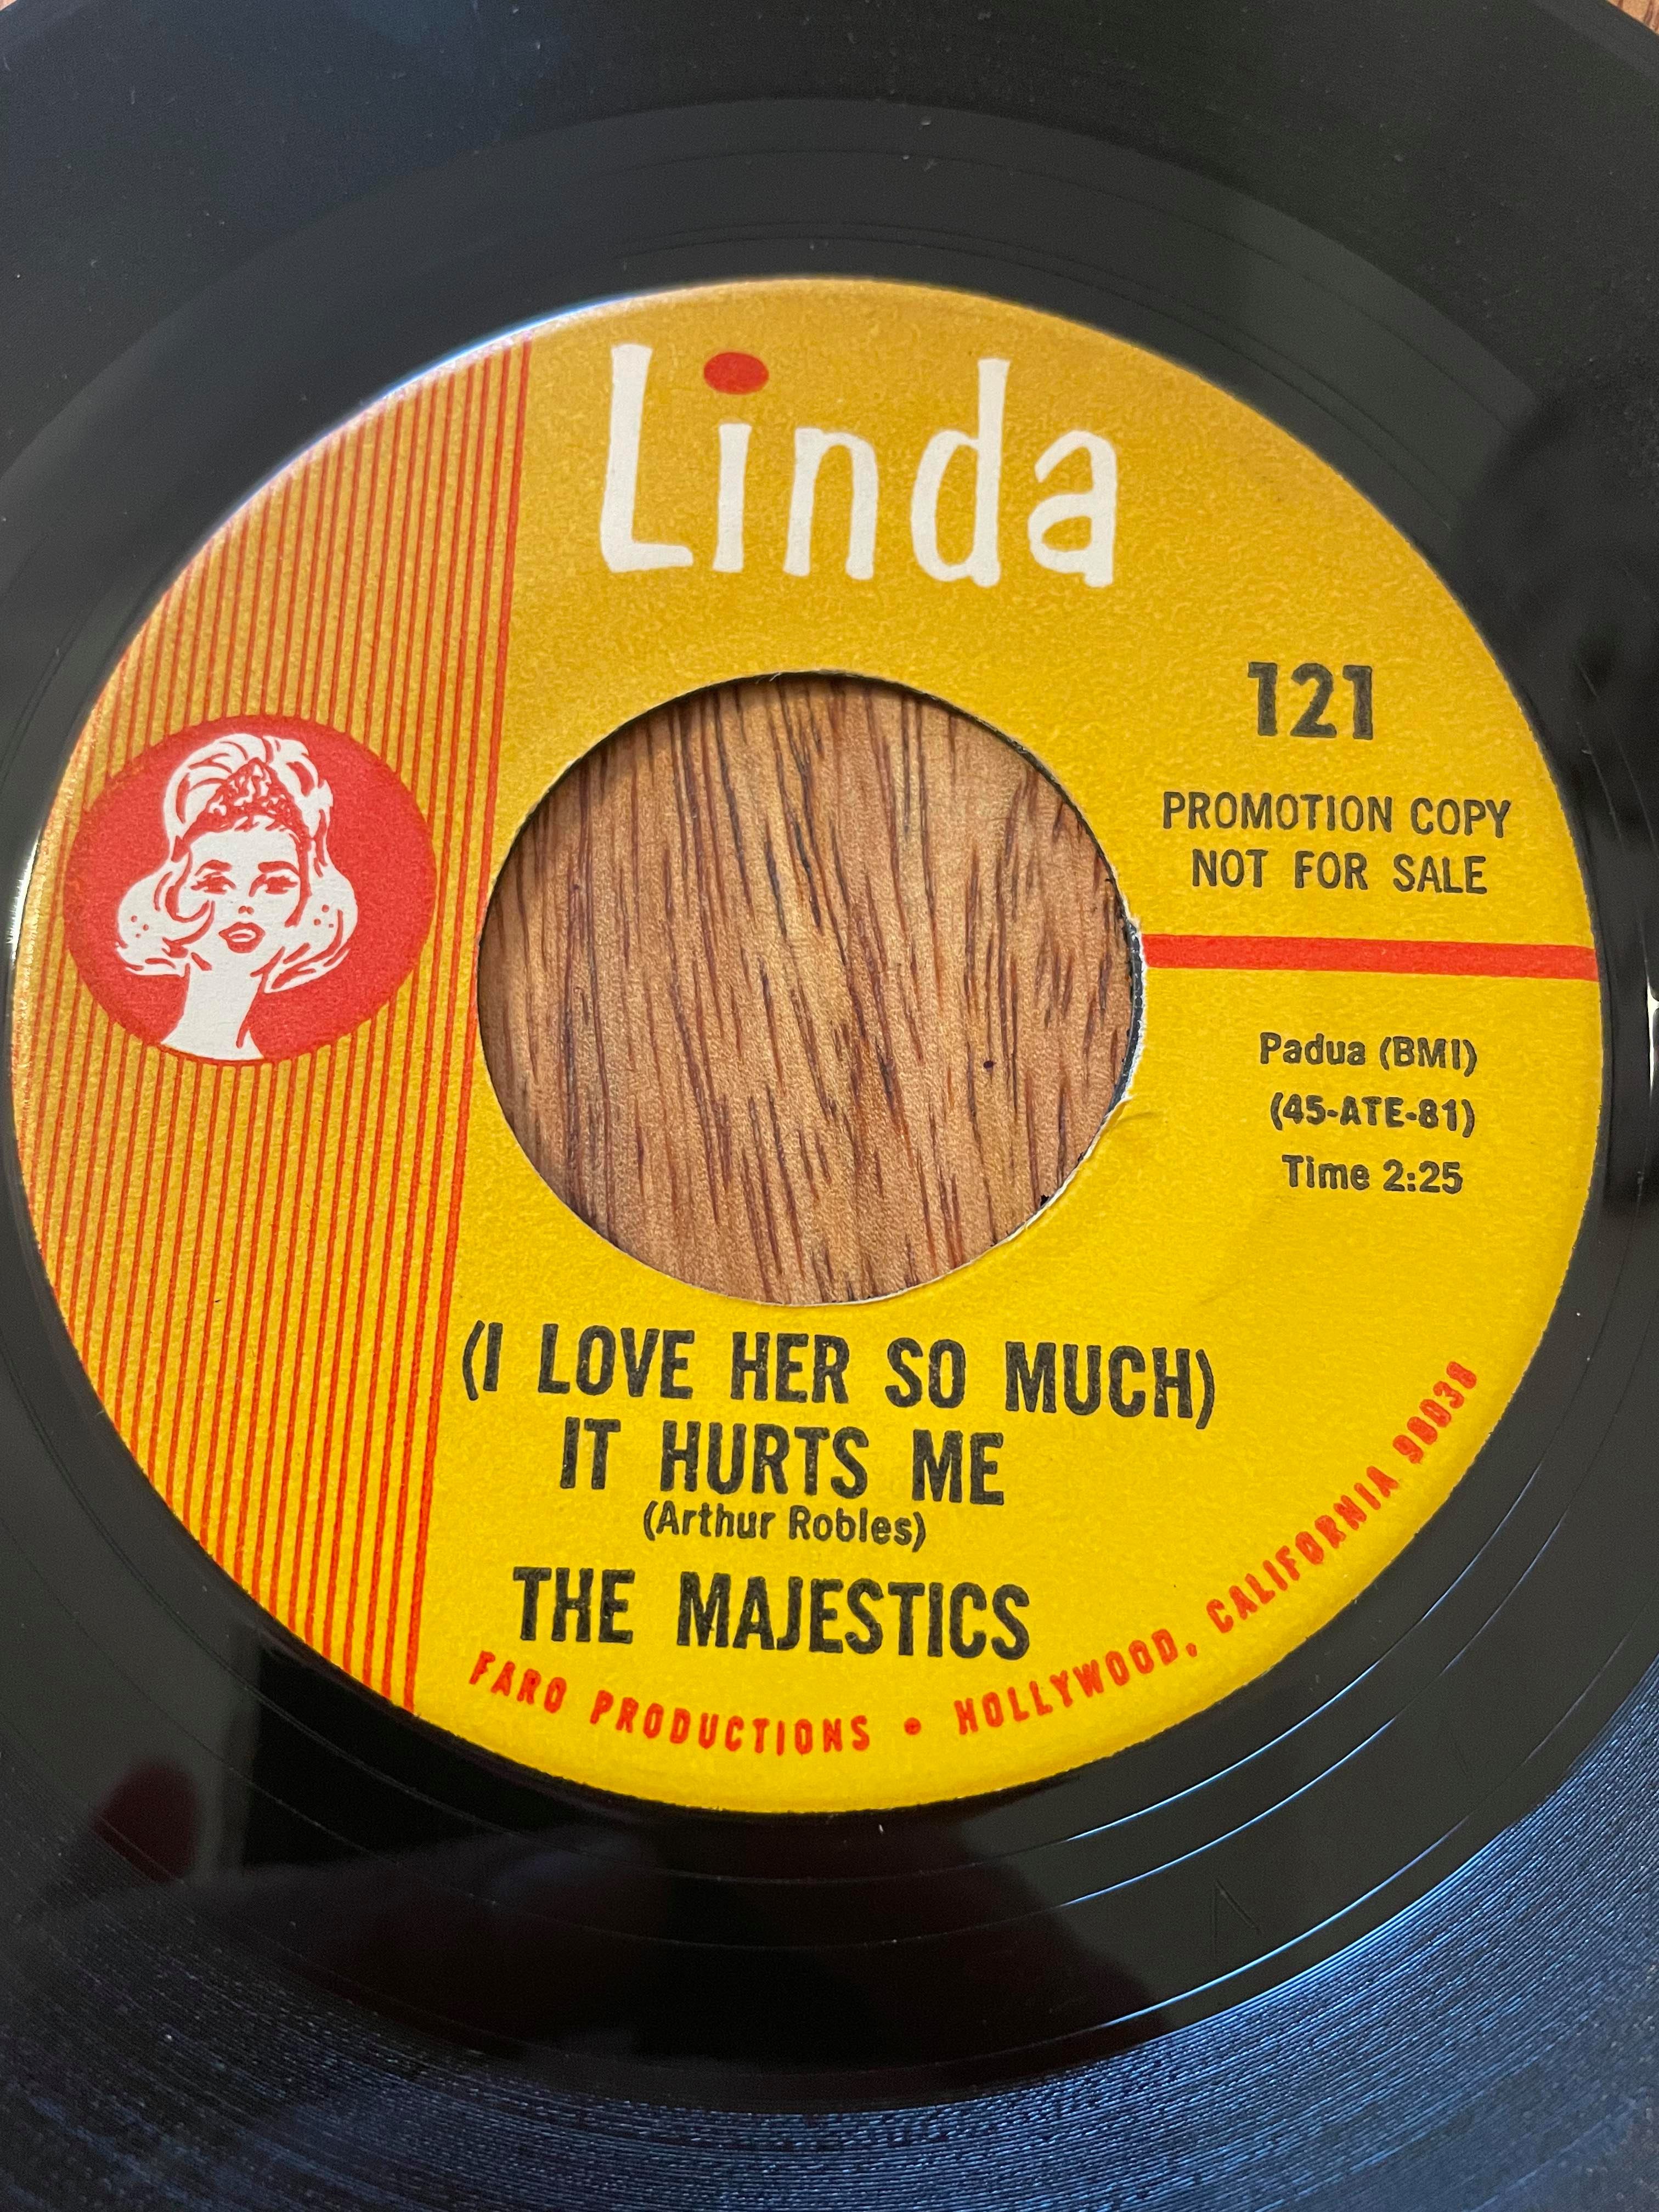 Linda
121
PROMOTION COPY
NOT FOR SALE
Padua (BMI)
(45-ATE-81)
Time 2:25
(I LOVE HER SO MUCH)
IT HURTS ME
(Arthur Robles)
THE MAJESTICS
FARO PRODUCTIONS • HOLLYWOOD, CALIFORNIA 90038